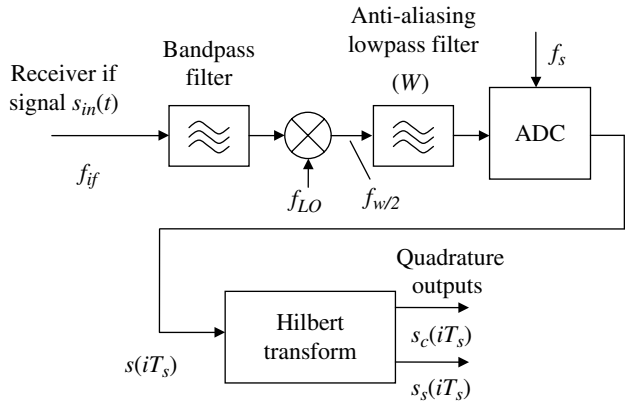 Receiver if
signal s_in(t)
f_if
Bandpass
filter
f_LO
f_w/2
Anti-aliasing
lowpass filter
(W)
f_s
ADC
s(iT_s)
Hilbert
transform
Quadrature
outputs
s_c(iT_s)
s_s(iT_s)